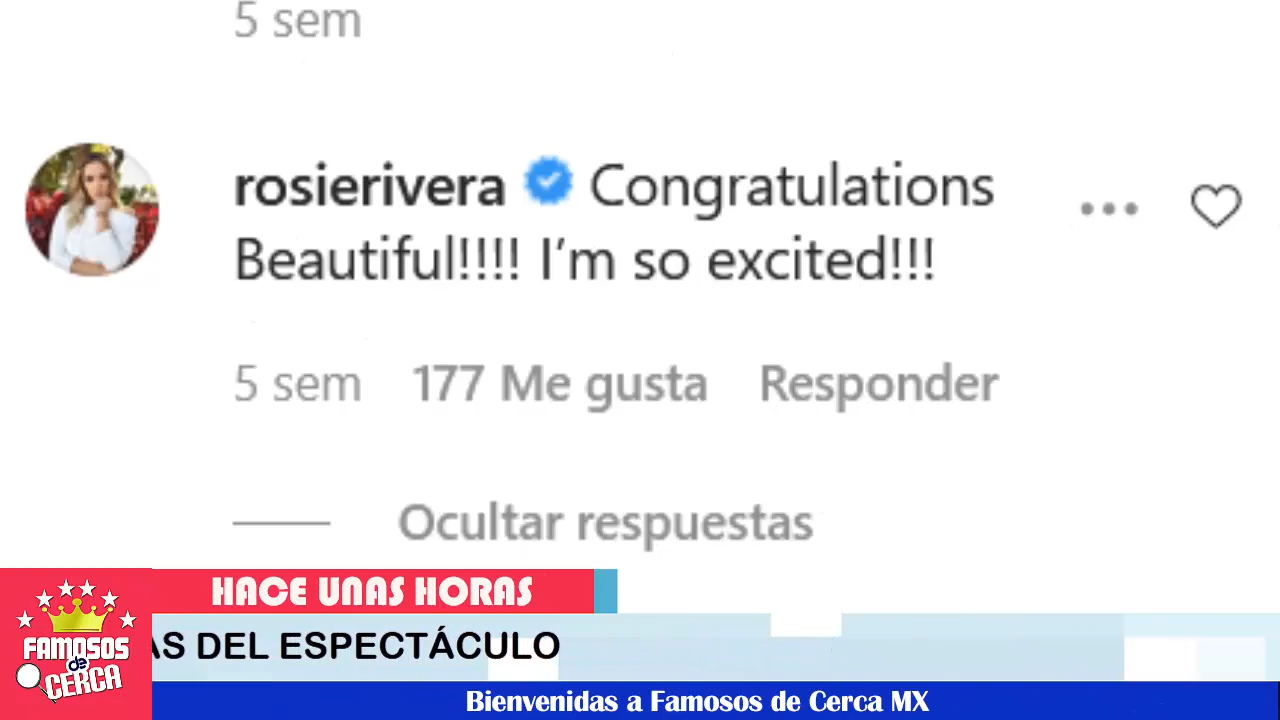 5 sem
rosierivera Congratulations
Beautiful!!!! I'm so excited!!!
5 sem 177 Me gusta Responder
Ocultar respuestas
HACE UNAS HORAS
AS DEL ESPECTÁCULO
FAMOSOS
de
CERCA
Bienvenidas a Famosos de Cerca MX